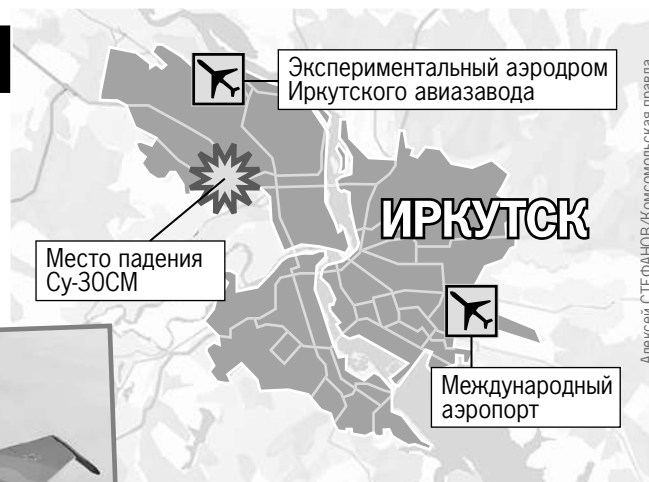 Экспериментальный аэродром
Иркутского авиазавода
ИРКУТСК
Место падения
Су-30СМ
Международный
аэропорт
Алексей СТЕФАНОВ/Комсомольская правда